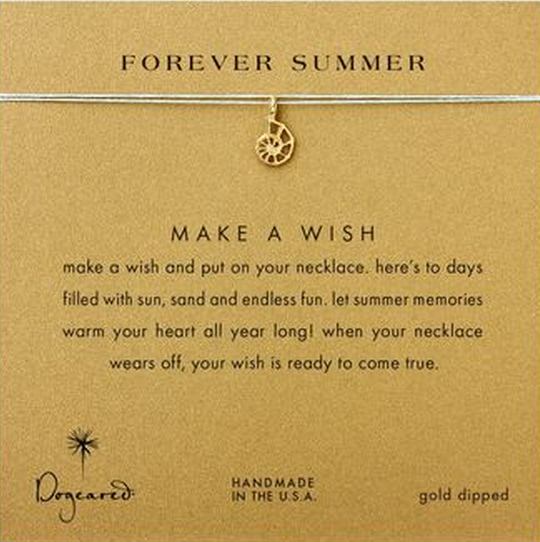 FOREVER SUMMER
MAKE A WISH
make a wish and put on your necklace. here's to days
filled with sun, sand and endless fun. let summer memories
warm your heart all year long! when your necklace
wears off, your wish is ready to come true.
Dogeared
HANDMADE
IN THE U.S.A.
gold dipped